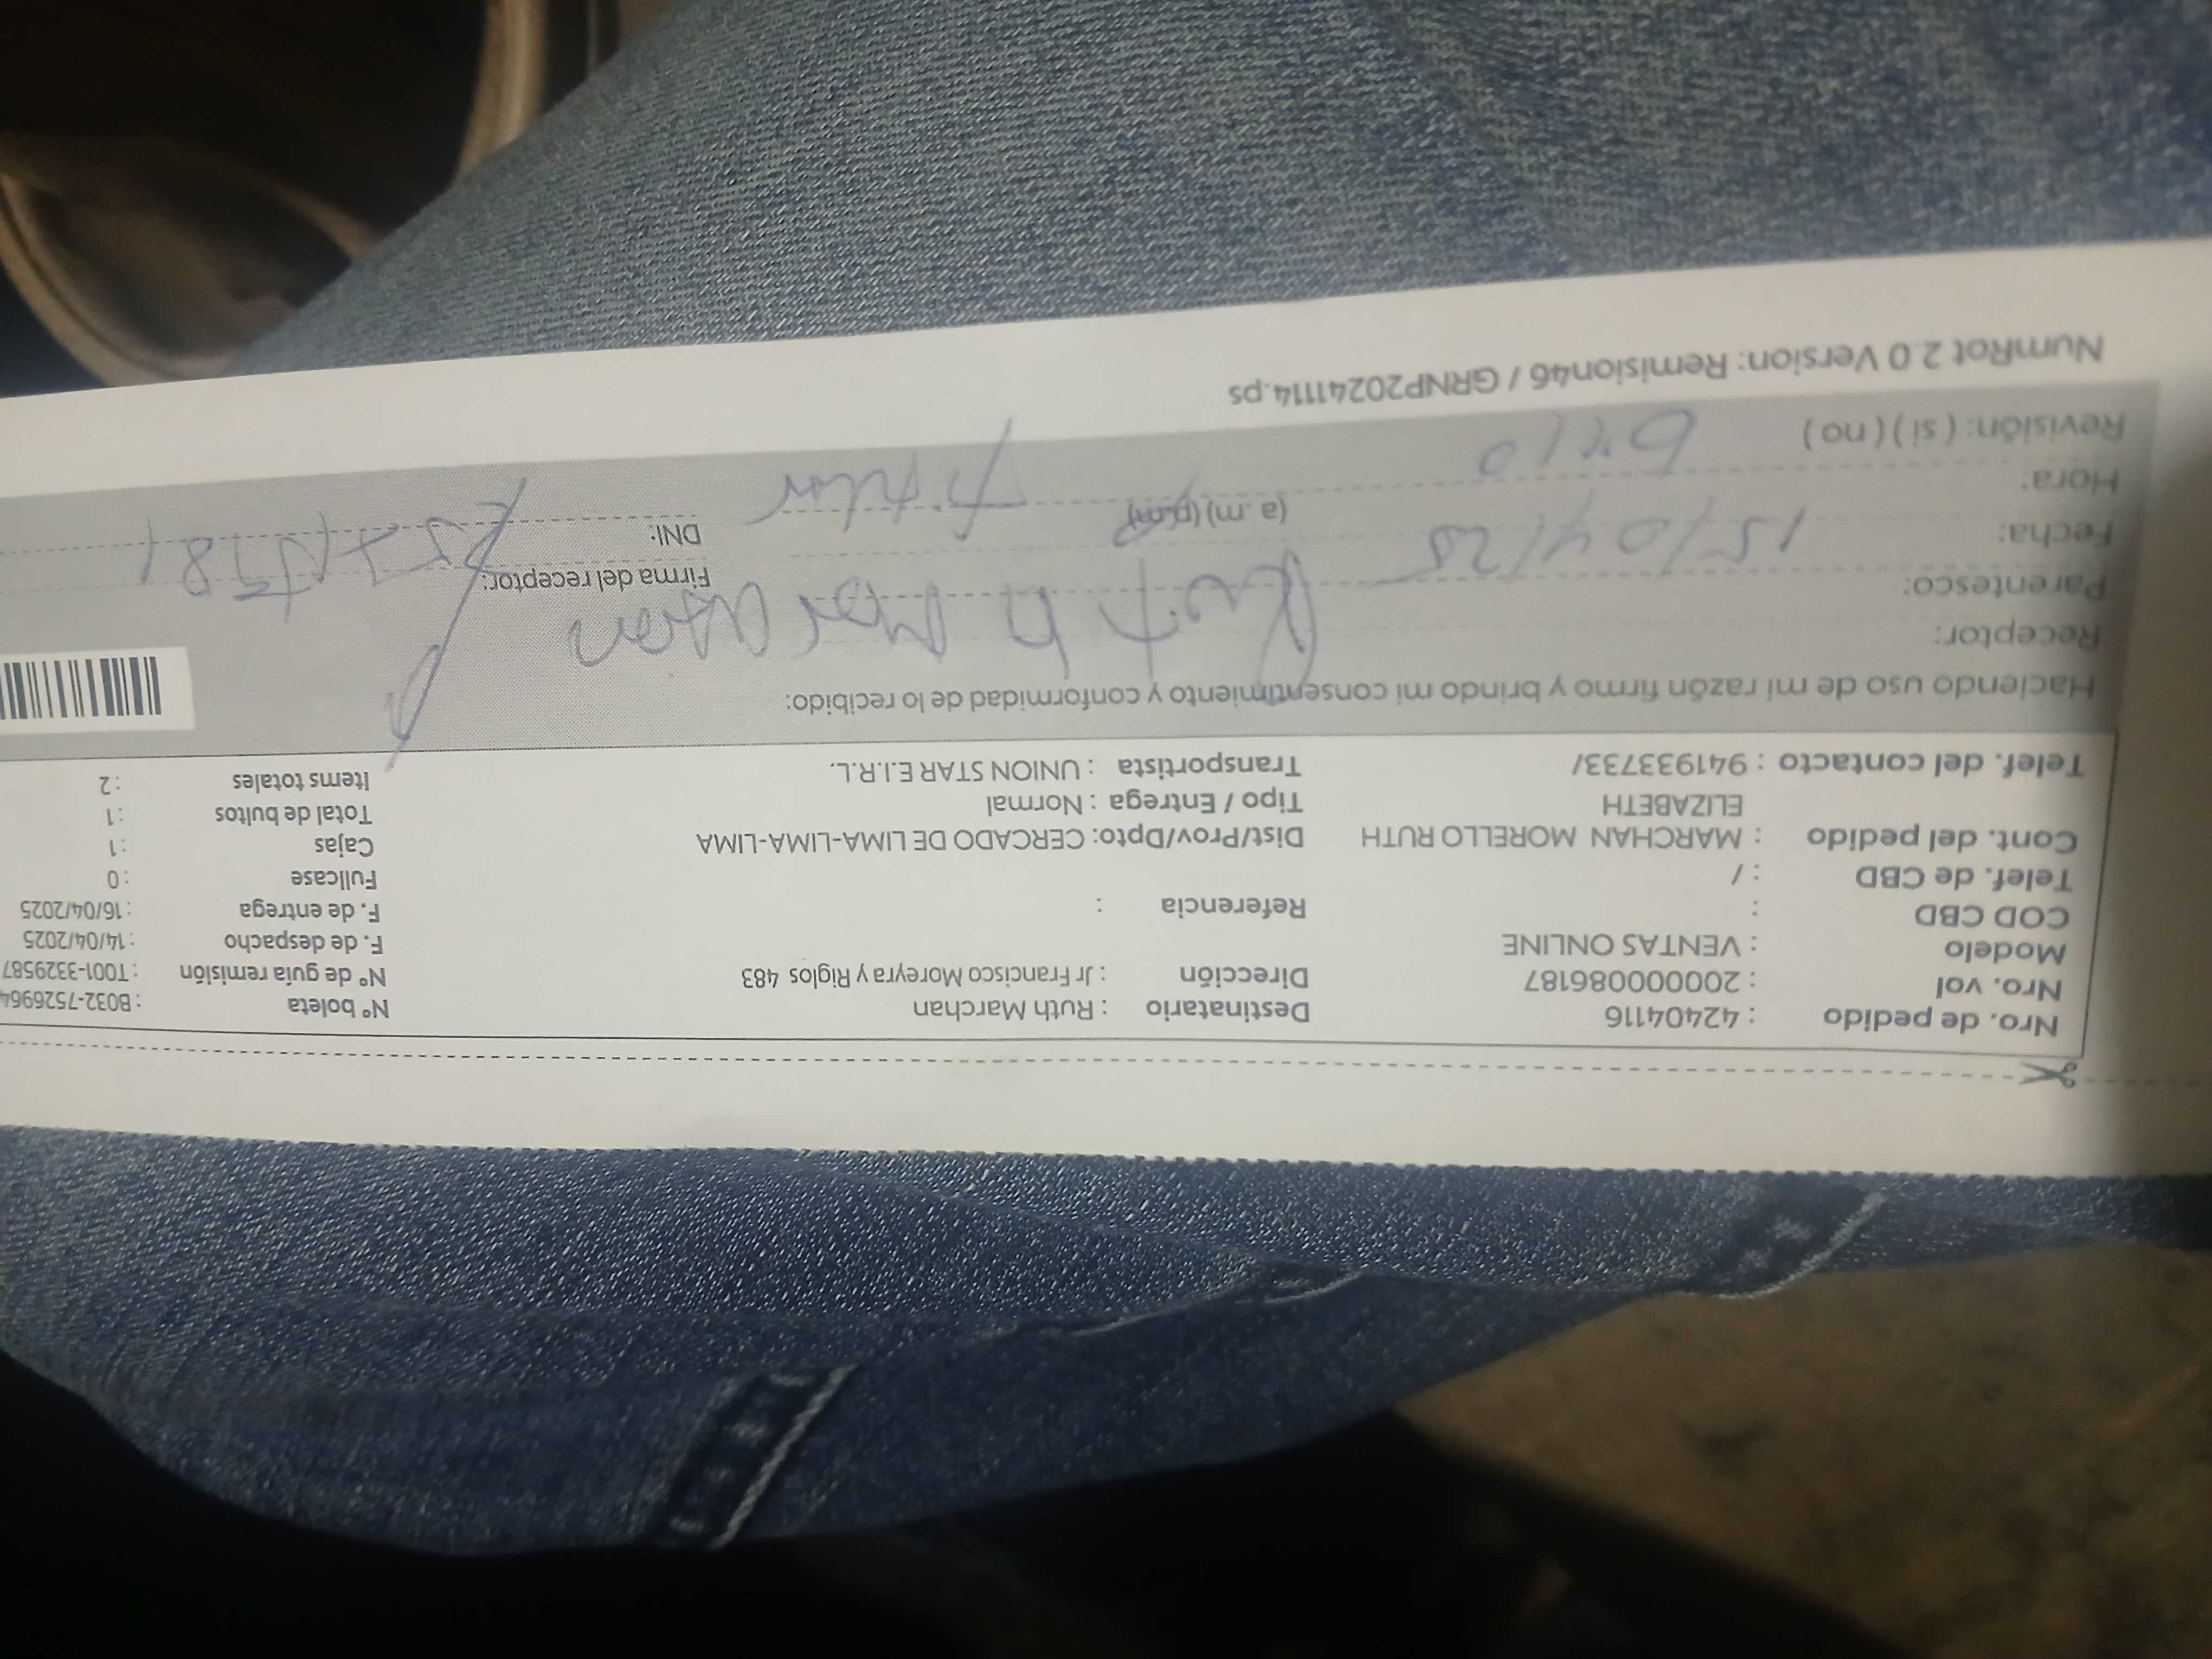 Nro. de pedido : 42404116 Destinatario : Ruth Marchan Nº boleta : B032-7526964
Nro. vol : 20000086187 Dirección : Jr Francisco Moreyra y Riglos 483 Nº de guía remisión : T001-3329587
Modelo : VENTAS ONLINE F. de despacho : 14/04/2025
COD CBD : Referencia : F. de entrega : 16/04/2025
Telef. de CBD : / Fullcase : 0
Cont. del pedido : MARCHAN MORELLO RUTH Dist/Prov/Dpto: CERCADO DE LIMA-LIMA-LIMA Cajas : 1
ELIZABETH Tipo / Entrega : Normal Total de bultos : 1
Telef. del contacto : 941933733/ Transportista : UNION STAR E.I.R.L. Items totales : 2
Haciendo uso de mi razón firmo y brindo mi consentimiento y conformidad de lo recibido:
Receptor: Ruth Marchan
Parentesco: Firma del receptor:
Fecha: 15/04/25 DNI:
Hora: (a.m)(p.m) titular
Revisión: ( si ) ( no )
NumRot 2.0 Version: Remision46 / GRNP20241114.ps